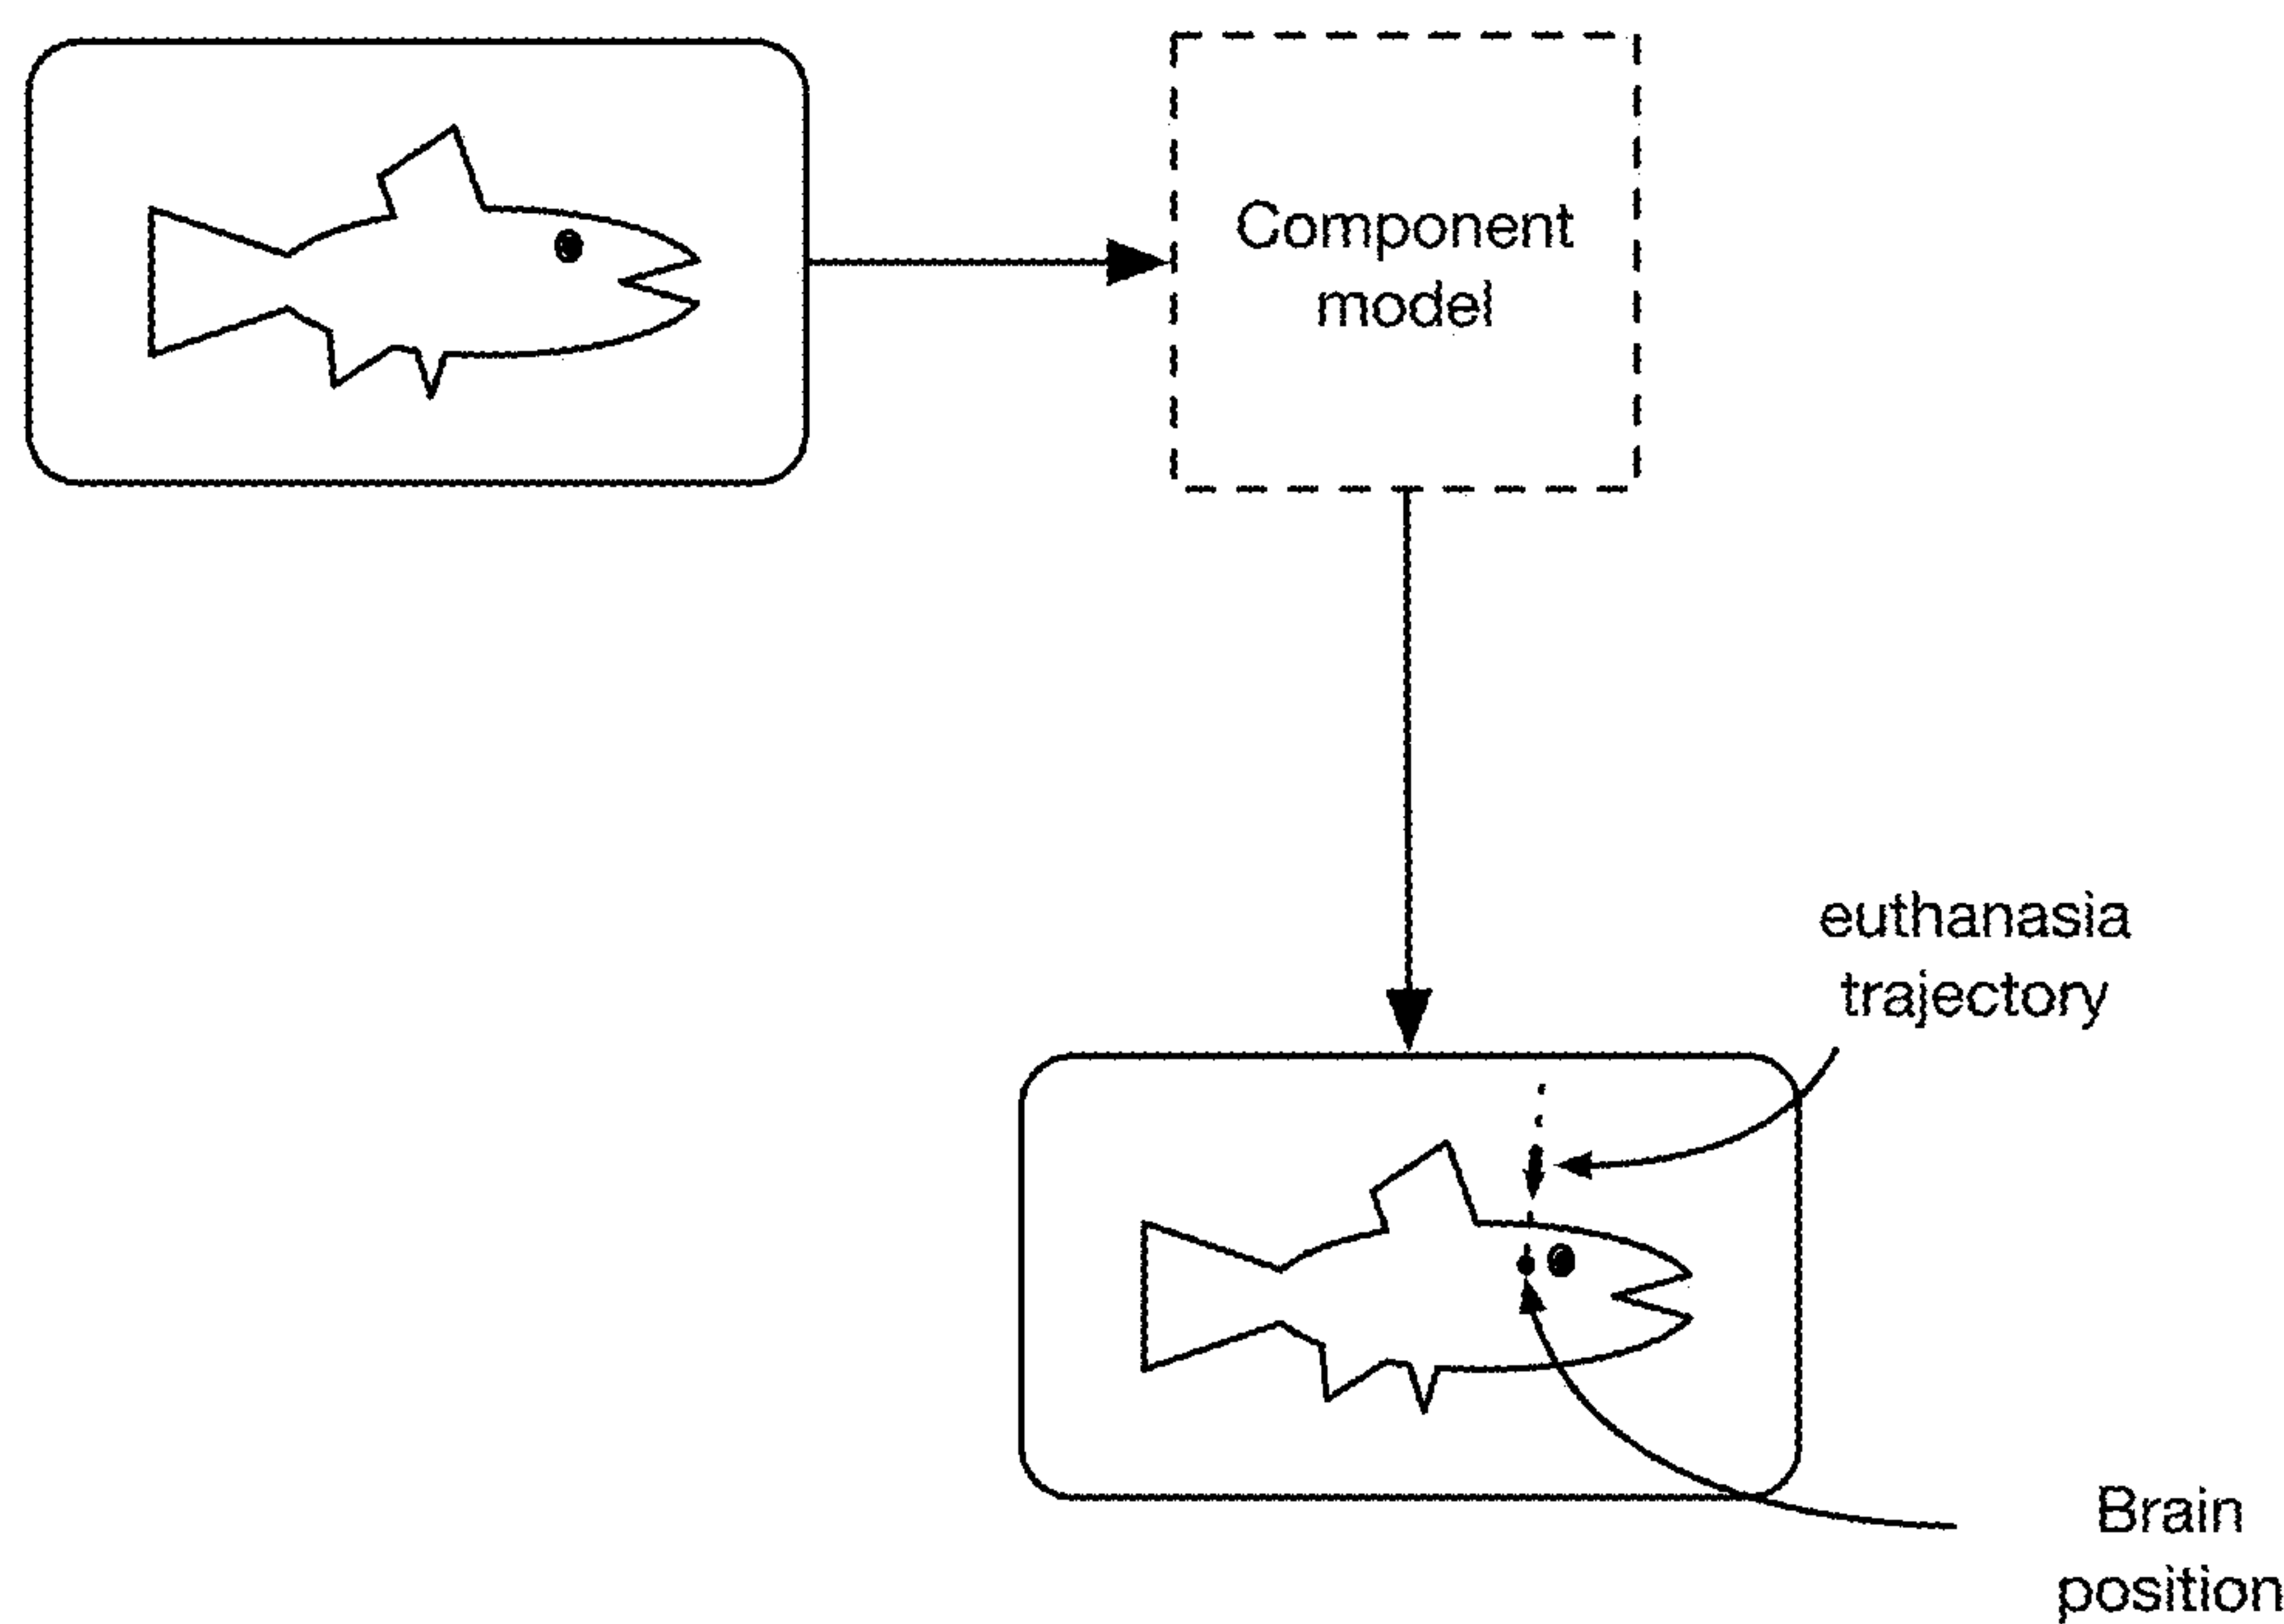 Component
model
euthanasia
trajectory
Brain
position